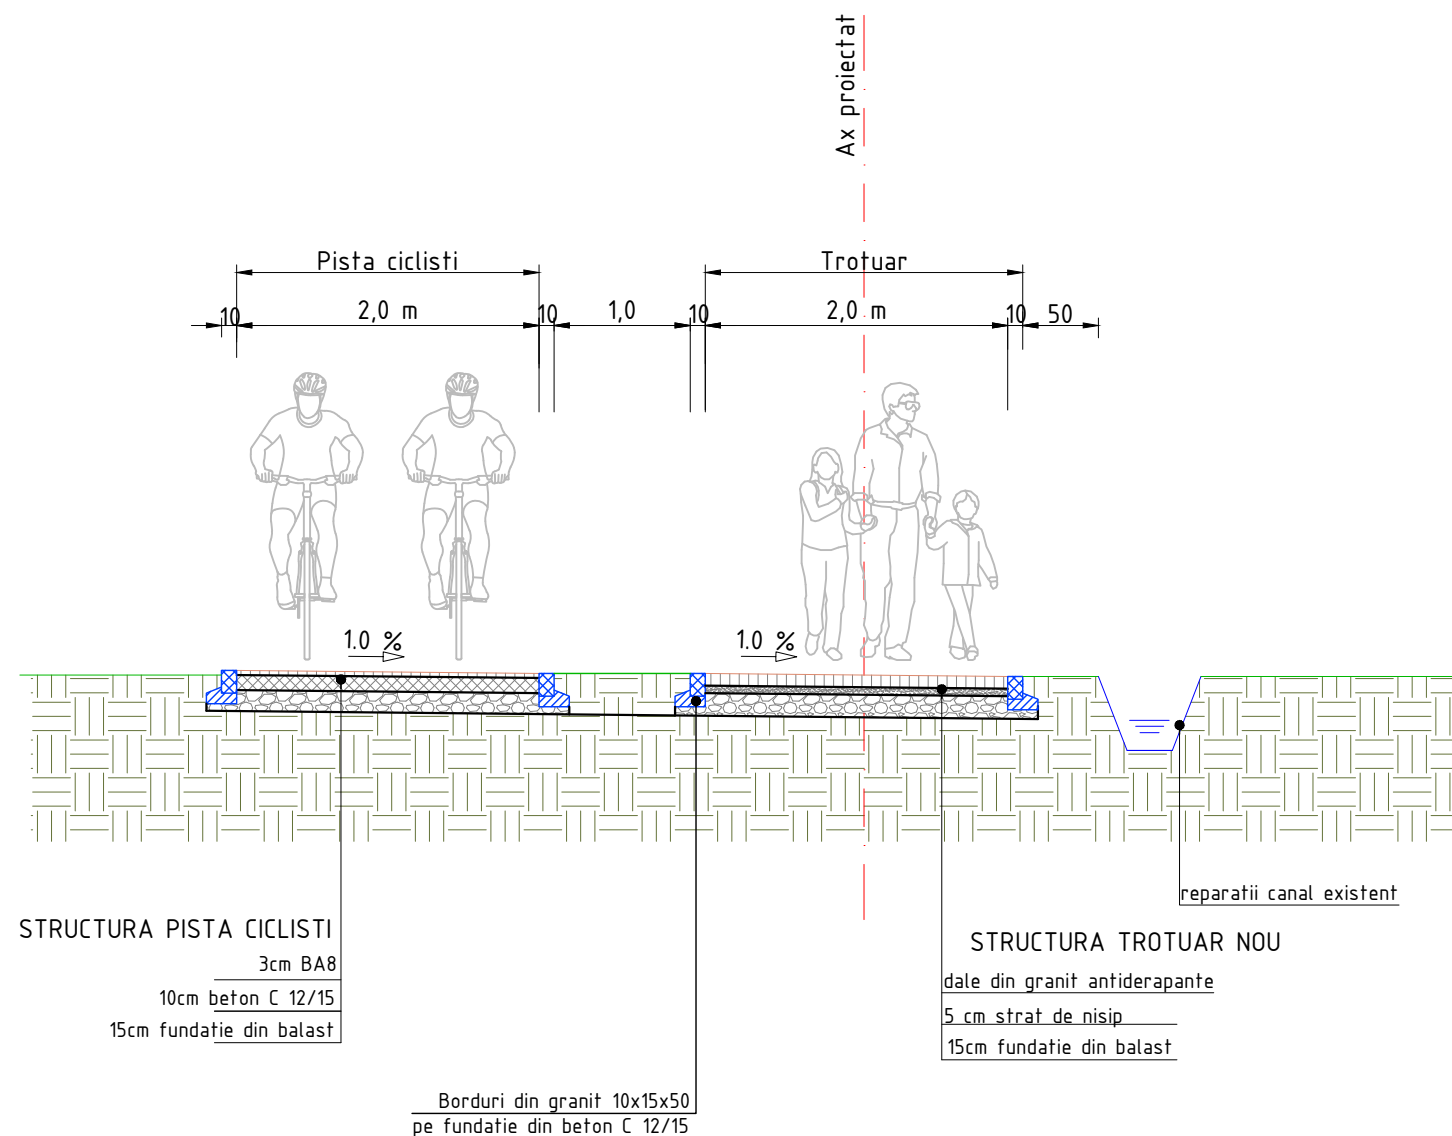 Ax proiectat
Pista ciclisti
Trotuar
10
2,0 m
10
1,0
10
2,0 m
10
50
1.0 %
1.0 %
reparatii canal existent
STRUCTURA PISTA CICLISTI
3cm BA8
10cm beton C 12/15
15cm fundatie din balast
STRUCTURA TROTUAR NOU
dale din granit antiderapante
5 cm strat de nisip
15cm fundatie din balast
Borduri din granit 10x15x50
pe fundatie din beton C 12/15